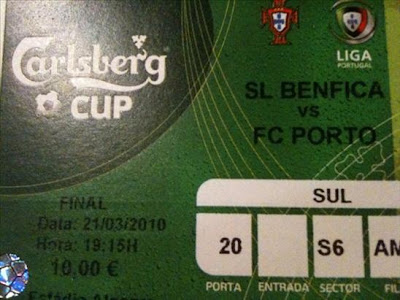 Carlsberg
CUP
LIGA
PORTUGAL
SL BENFICA
vs
FC PORTO
FINAL
Data: 21/03/2010
Hora: 19:15H
10,00 €
SUL
20 S6
PORTA ENTRADA SECTOR